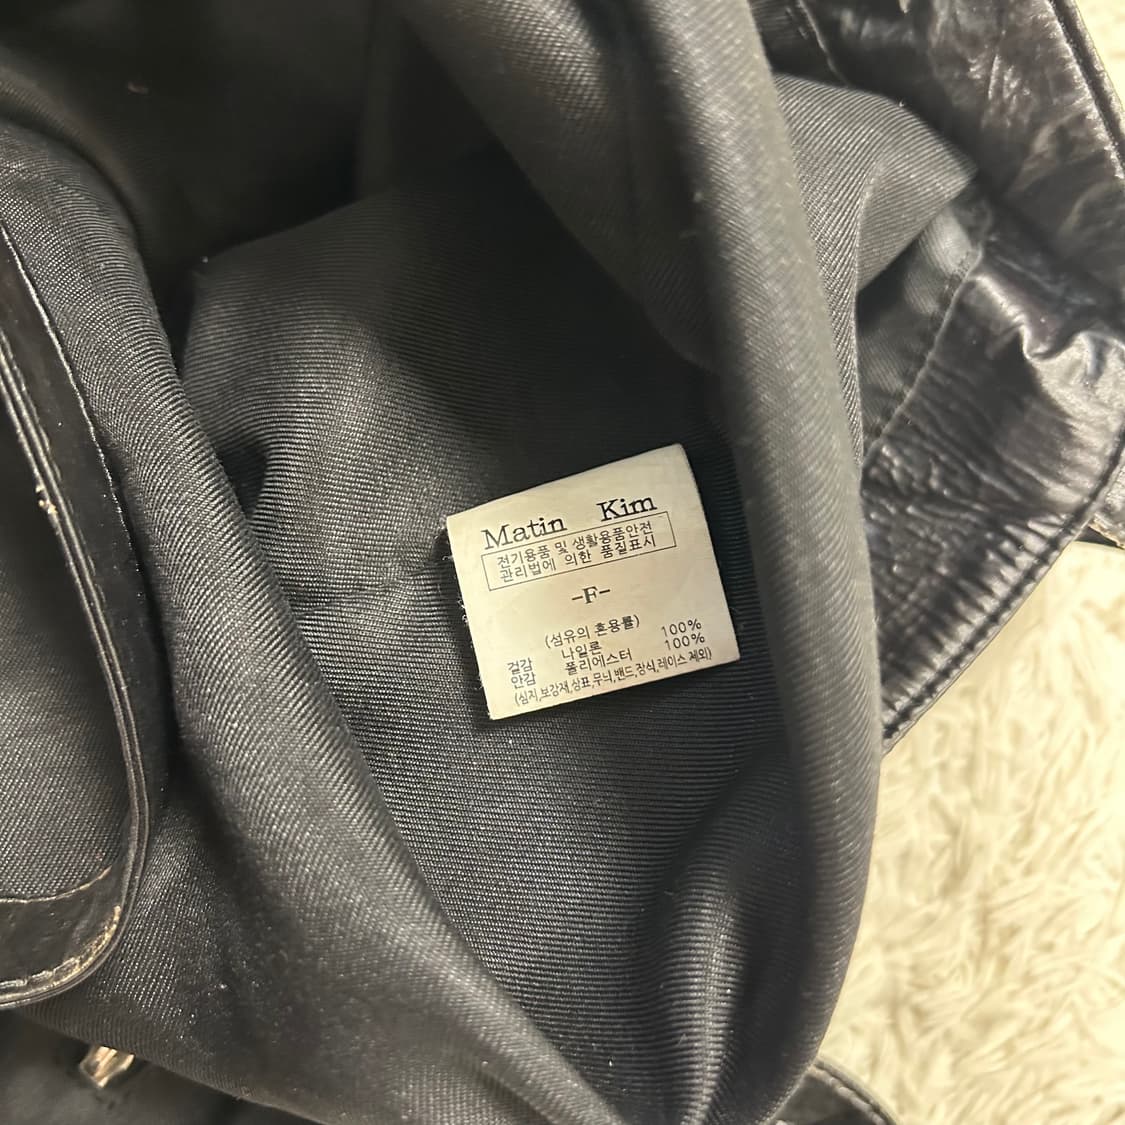 Matin Kim
전기용품 및 생활용품안전
관리법에 의한 품질표시
-F-
(섬유의 혼용률)
겉감 나일론 100%
안감 폴리에스터 100%
(심지,보강재,상표,무늬,밴드,장식,레이스 제외)